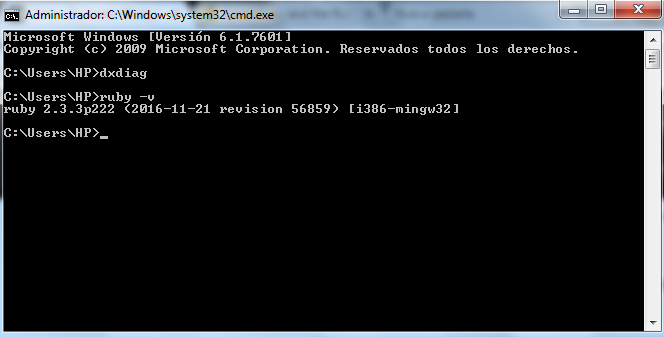 Administrador: C:\Windows\system32\cmd.exe
Microsoft Windows [Versión 6.1.7601]
Copyright (c) 2009 Microsoft Corporation. Reservados todos los derechos.
C:\Users\HP>dxdiag
C:\Users\HP>ruby -v
ruby 2.3.3p222 (2016-11-21 revision 56859) [i386-mingw32]
C:\Users\HP>_